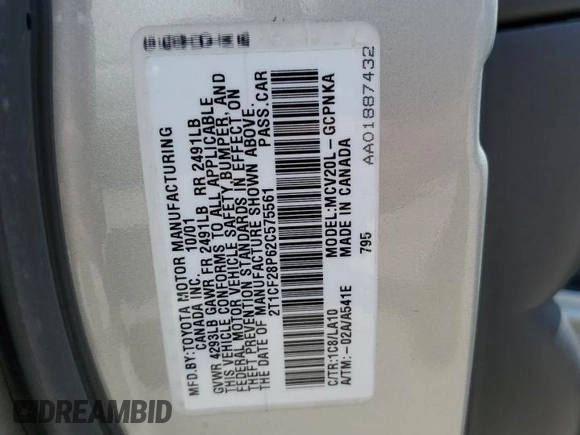 MFD.BY:TOYOTA MOTOR MANUFACTURING
CANADA INC. 10/01
GVWR 4293LB GAWR FR 2491LB RR 2491LB
THIS VEHICLE CONFORMS TO ALL APPLICABLE
FEDERAL MOTOR VEHICLE SAFETY,BUMPER, AND
THEFT PREVENTION STANDARDS IN EFFECT ON
THE DATE OF MANUFACTURE SHOWN ABOVE.
2T1CF28P62C575561 PASS.CAR
C/TR:1C8/LA10 MODEL:MCV20L-GCPNKA
A/TM:-02A/A541E MADE IN CANADA
795
AA01887432
DREAMBID